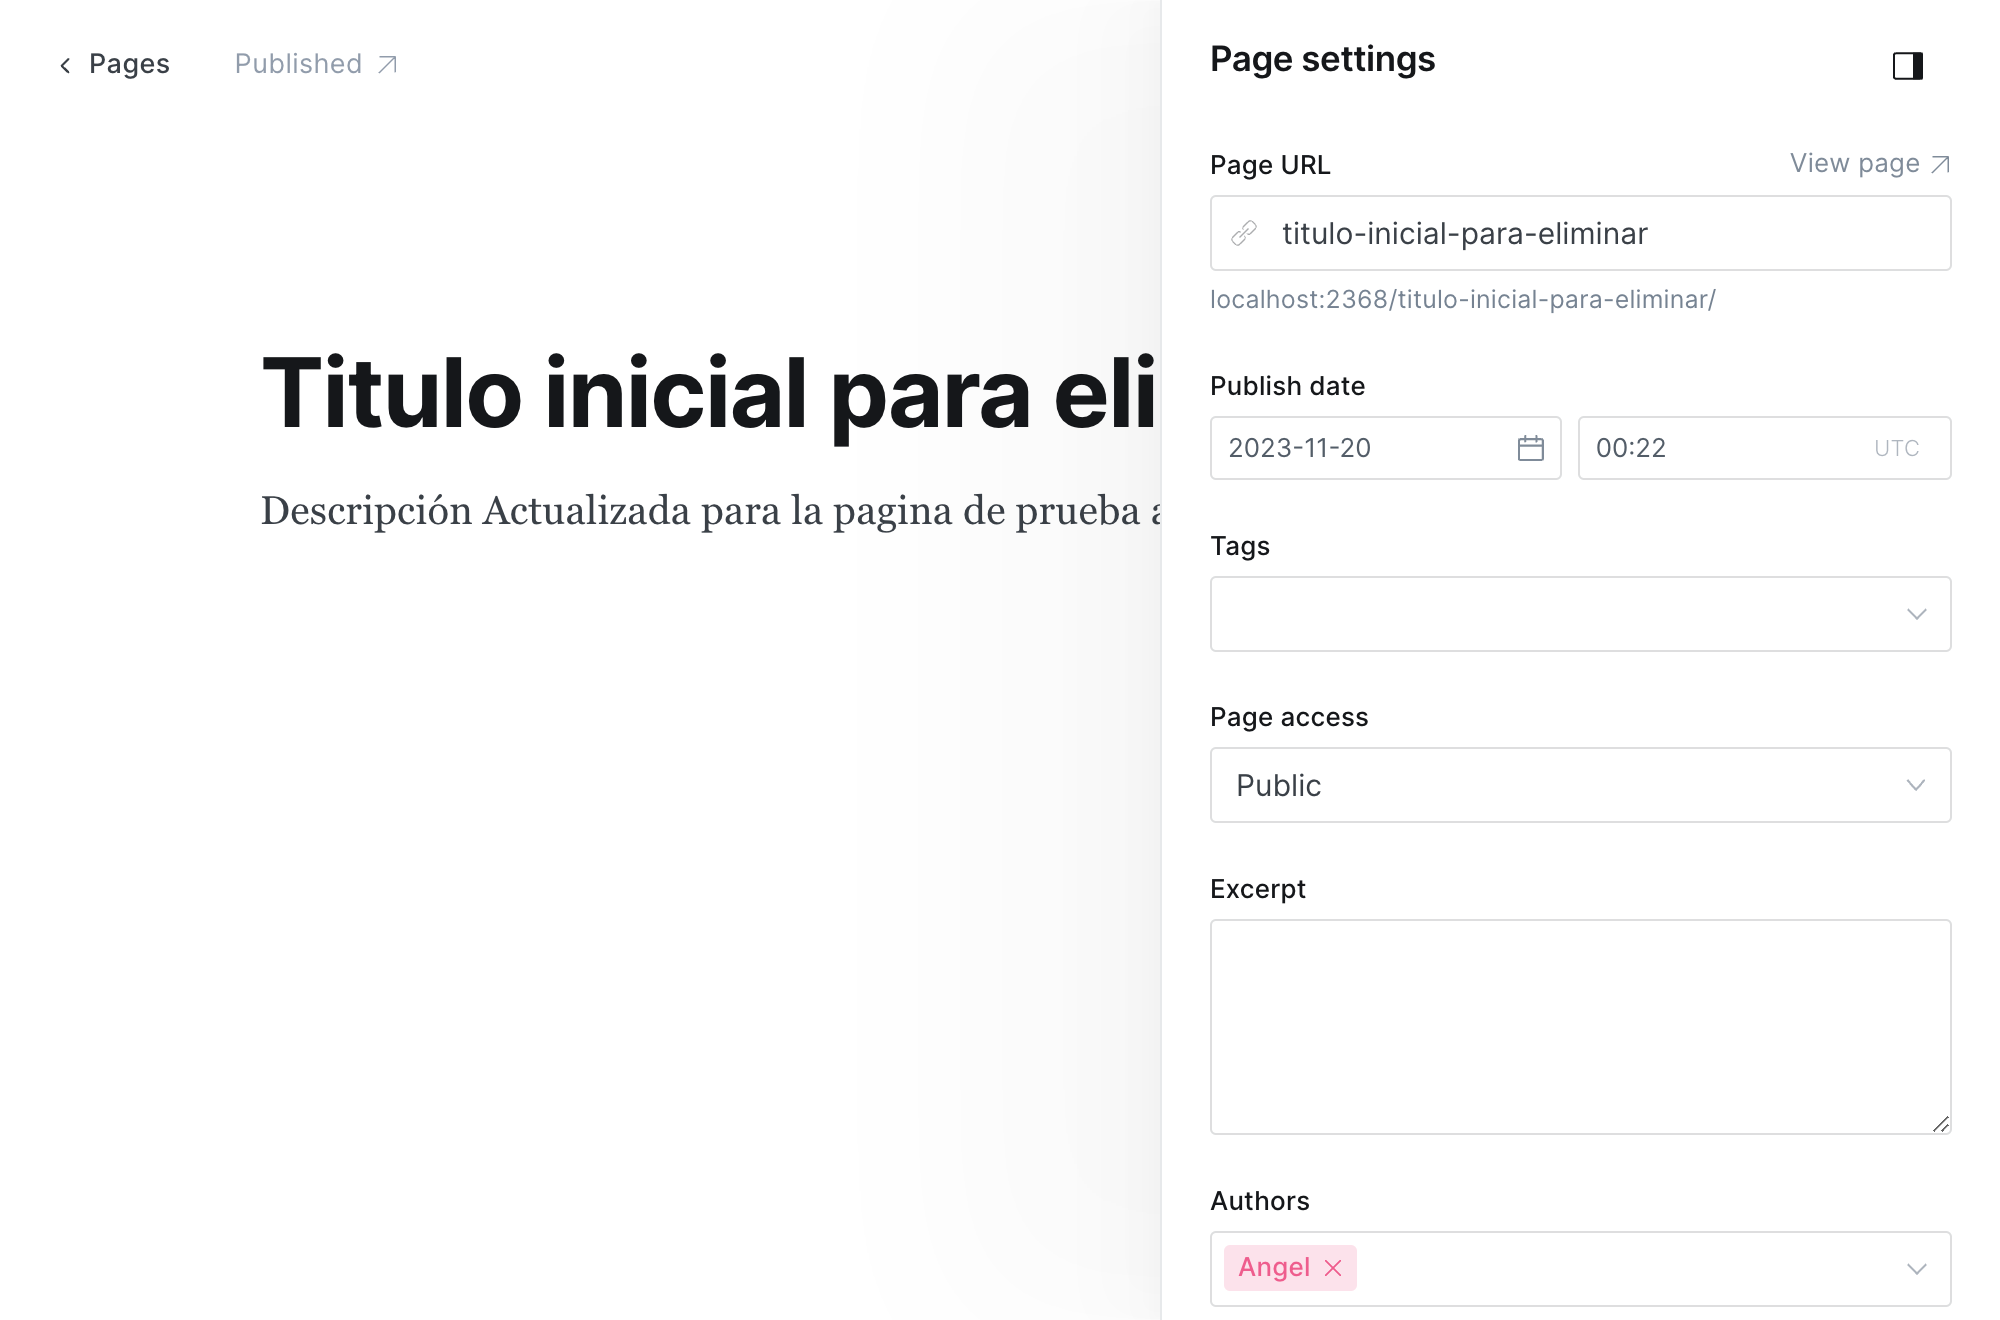 Pages
Published
Titulo inicial para eli
Descripción Actualizada para la pagina de prueba
Page settings
Page URL
View page
titulo-inicial-para-eliminar
localhost:2368/titulo-inicial-para-eliminar/
Publish date
2023-11-20
00:22 UTC
Tags
Page access
Public
Excerpt
Authors
Angel